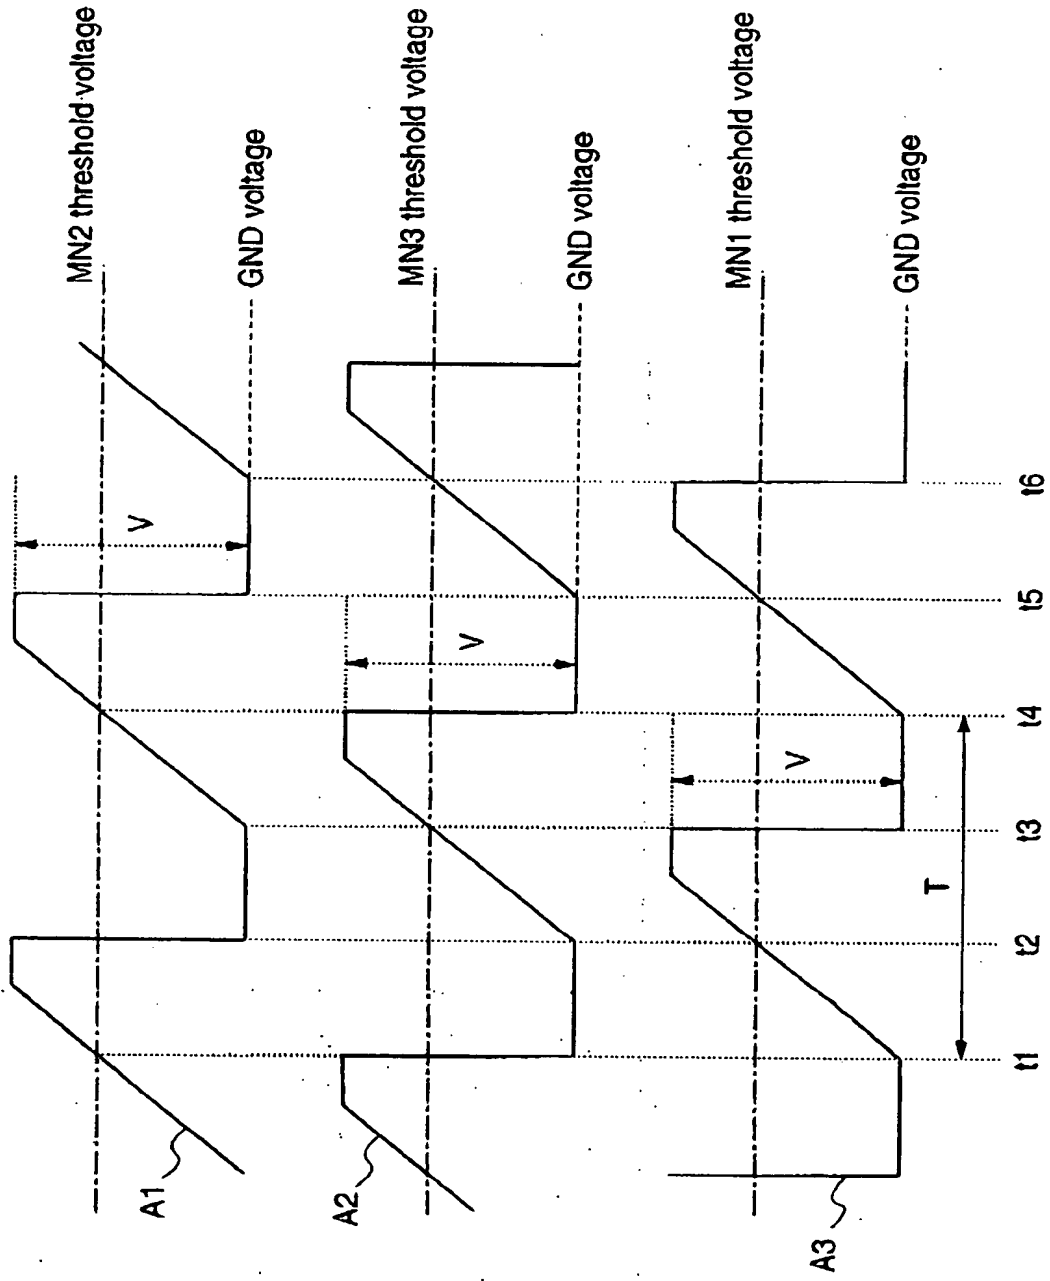 MN2 threshold voltage
GND voltage
V
A1
MN3 threshold voltage
GND voltage
V
A2
MN1 threshold voltage
GND voltage
V
A3
T
t1
t2
t3
t4
t5
t6